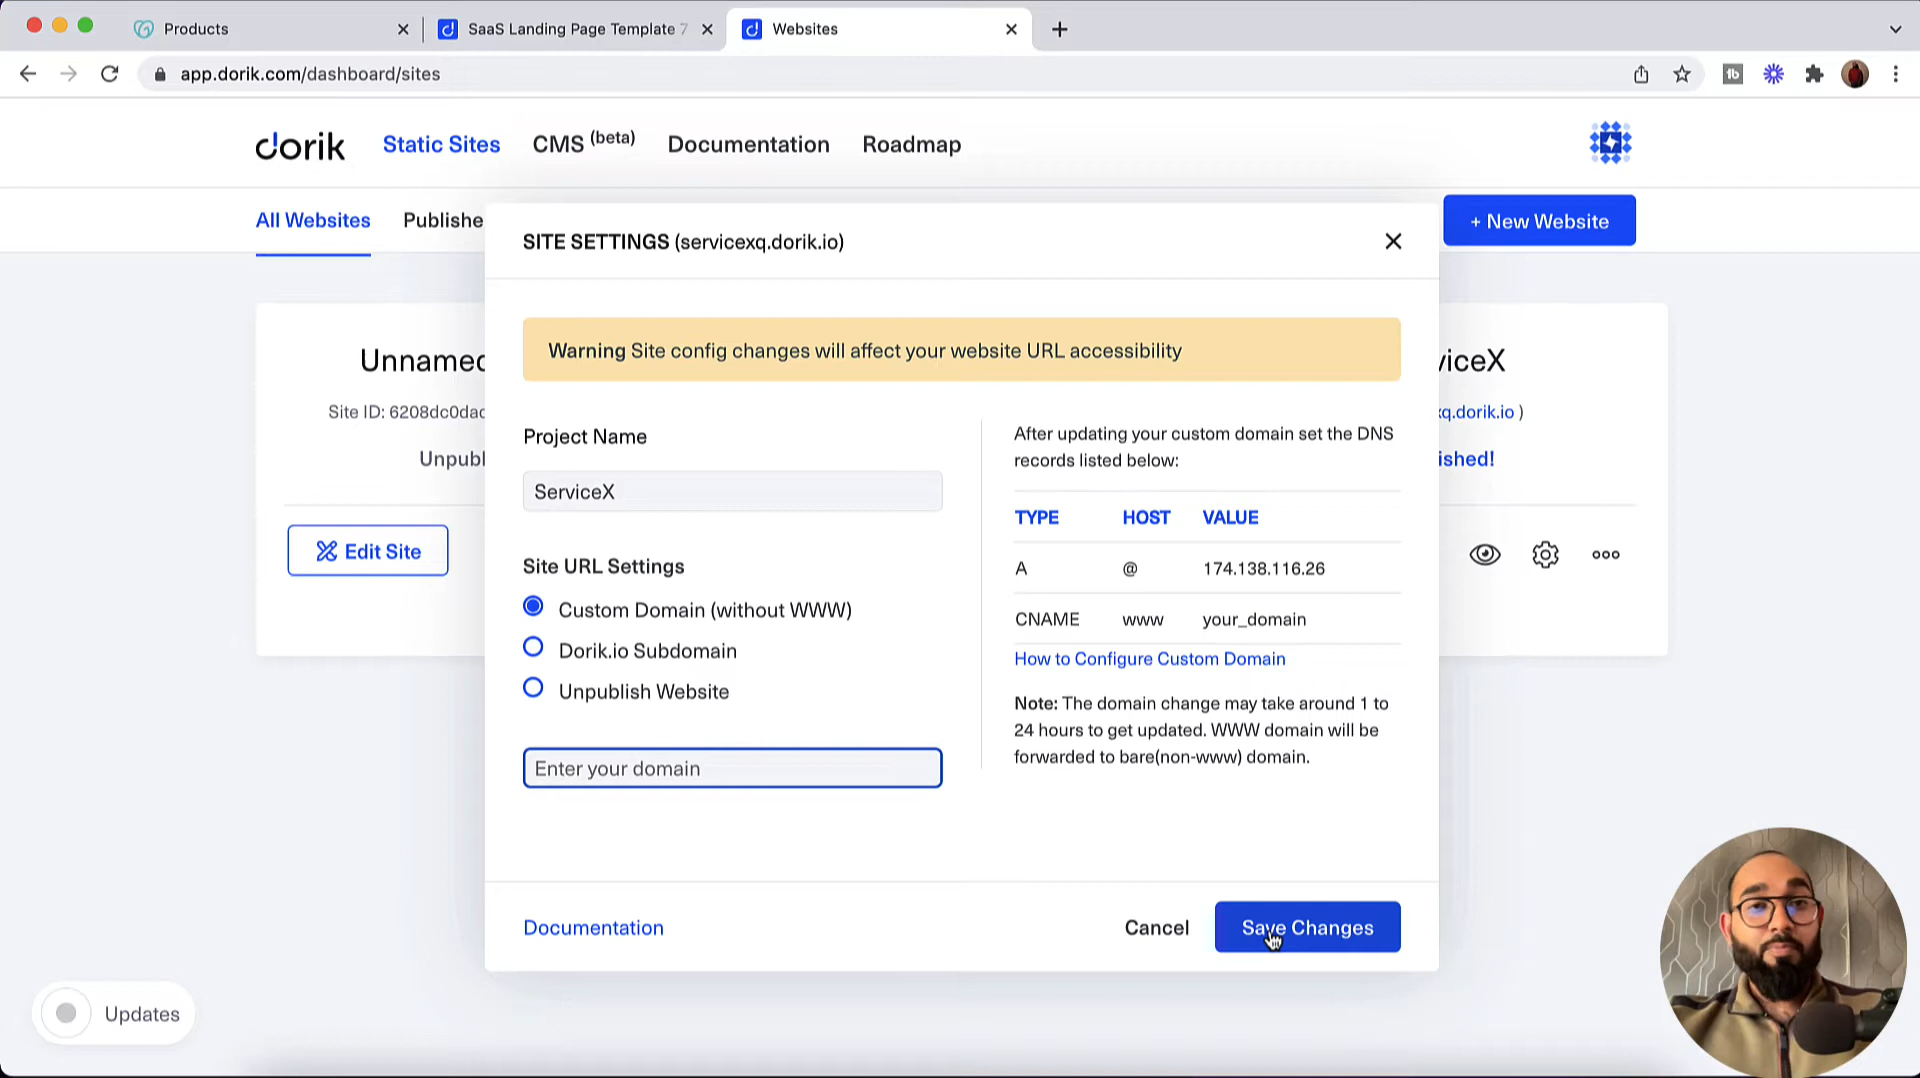 Products
SaaS Landing Page Template 7
Websites
app.dorik.com/dashboard/sites
dorik
Static Sites
CMS (beta)
Documentation
Roadmap
All Websites
Publishe
+ New Website
SITE SETTINGS (servicexq.dorik.io)
Warning Site config changes will affect your website URL accessibility
Unnamed
Site ID: 6208dc0dac
Unpubl
Edit Site
Project Name
ServiceX
Site URL Settings
Custom Domain (without WWW)
Dorik.io Subdomain
Unpublish Website
Enter your domain
After updating your custom domain set the DNS
records listed below:
TYPE HOST VALUE
A @ 174.138.116.26
CNAME www your_domain
How to Configure Custom Domain
Note: The domain change may take around 1 to
24 hours to get updated. WWW domain will be
forwarded to bare(non-www) domain.
viceX
xq.dorik.io )
ished!
Documentation
Cancel
Save Changes
Updates